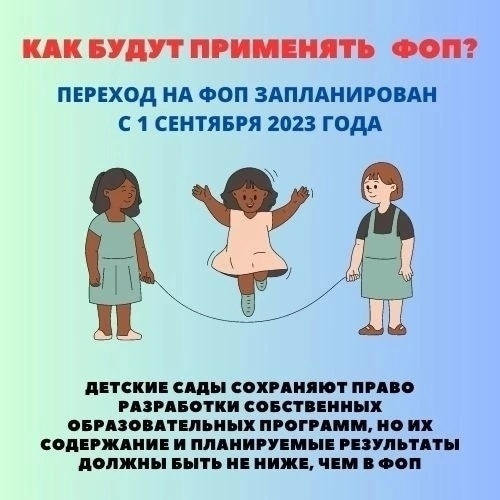 КАК БУДУТ ПРИМЕНЯТЬ ФОП?
ПЕРЕХОД НА ФОП ЗАПЛАНИРОВАН
С 1 СЕНТЯБРЯ 2023 ГОДА
ДЕТСКИЕ САДЫ СОХРАНЯЮТ ПРАВО
РАЗРАБОТКИ СОБСТВЕННЫХ
ОБРАЗОВАТЕЛЬНЫХ ПРОГРАММ, НО ИХ
СОДЕРЖАНИЕ И ПЛАНИРУЕМЫЕ РЕЗУЛЬТАТЫ
ДОЛЖНЫ БЫТЬ НЕ НИЖЕ, ЧЕМ В ФОП